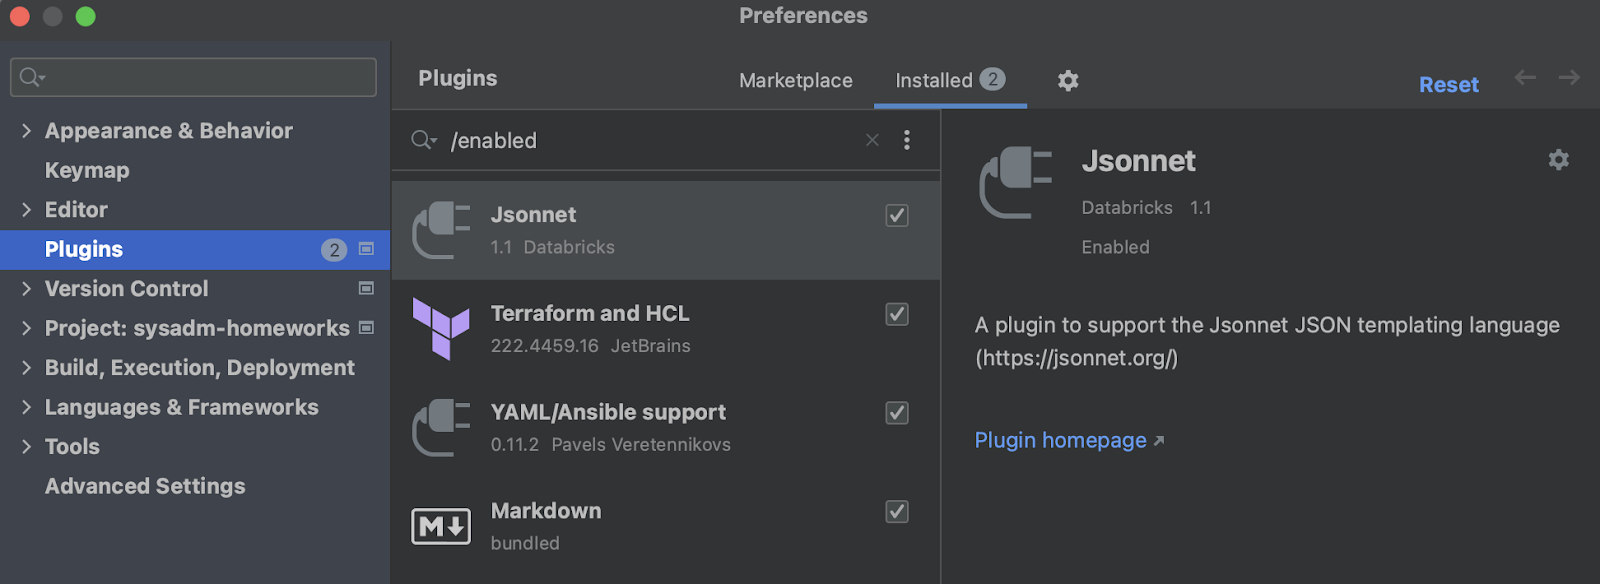 Preferences
Appearance & Behavior
Keymap
Editor
Plugins 2
Version Control
Project: sysadm-homeworks
Build, Execution, Deployment
Languages & Frameworks
Tools
Advanced Settings
Plugins
Marketplace
Installed 2
Reset
/enabled
Jsonnet
1.1 Databricks
Terraform and HCL
222.4459.16 JetBrains
YAML/Ansible support
0.11.2 Pavels Veretennikovs
M
Markdown
bundled
Jsonnet
Databricks 1.1
Enabled
A plugin to support the Jsonnet JSON templating language
(https://jsonnet.org/)
Plugin homepage